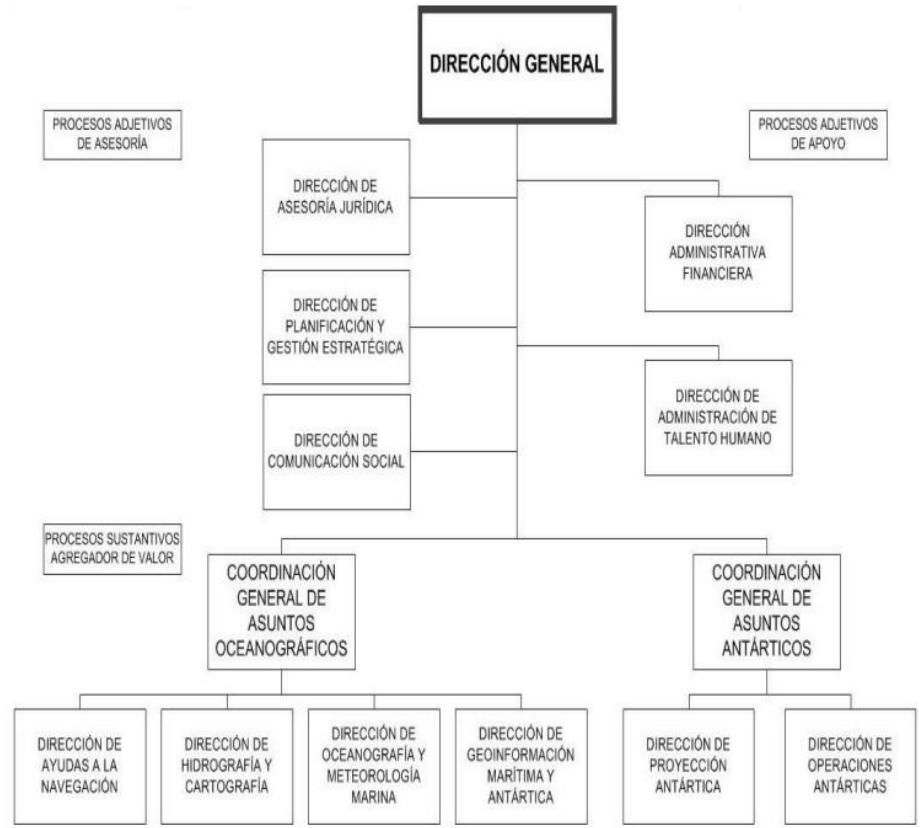 DIRECCIÓN GENERAL
PROCESOS ADJETIVOS
DE ASESORÍA
PROCESOS ADJETIVOS
DE APOYO
DIRECCIÓN DE
ASESORÍA JURÍDICA
DIRECCIÓN
ADMINISTRATIVA
FINANCIERA
DIRECCIÓN DE
PLANIFICACIÓN Y
GESTIÓN ESTRATÉGICA
DIRECCIÓN DE
ADMINISTRACIÓN DE
TALENTO HUMANO
DIRECCIÓN DE
COMUNICACIÓN SOCIAL
PROCESOS SUSTANTIVOS
AGREGADOR DE VALOR
COORDINACIÓN
GENERAL DE
ASUNTOS
OCEANOGRÁFICOS
COORDINACIÓN
GENERAL DE
ASUNTOS
ANTÁRTICOS
DIRECCIÓN DE
AYUDAS A LA
NAVEGACIÓN
DIRECCIÓN DE
HIDROGRAFÍA Y
CARTOGRAFÍA
DIRECCIÓN DE
OCEANOGRAFÍA Y
METEOROLOGÍA
MARINA
DIRECCIÓN DE
GEOINFORMACIÓN
MARÍTIMA Y
ANTÁRTICA
DIRECCIÓN DE
PROYECCIÓN
ANTÁRTICA
DIRECCIÓN DE
OPERACIONES
ANTÁRTICAS